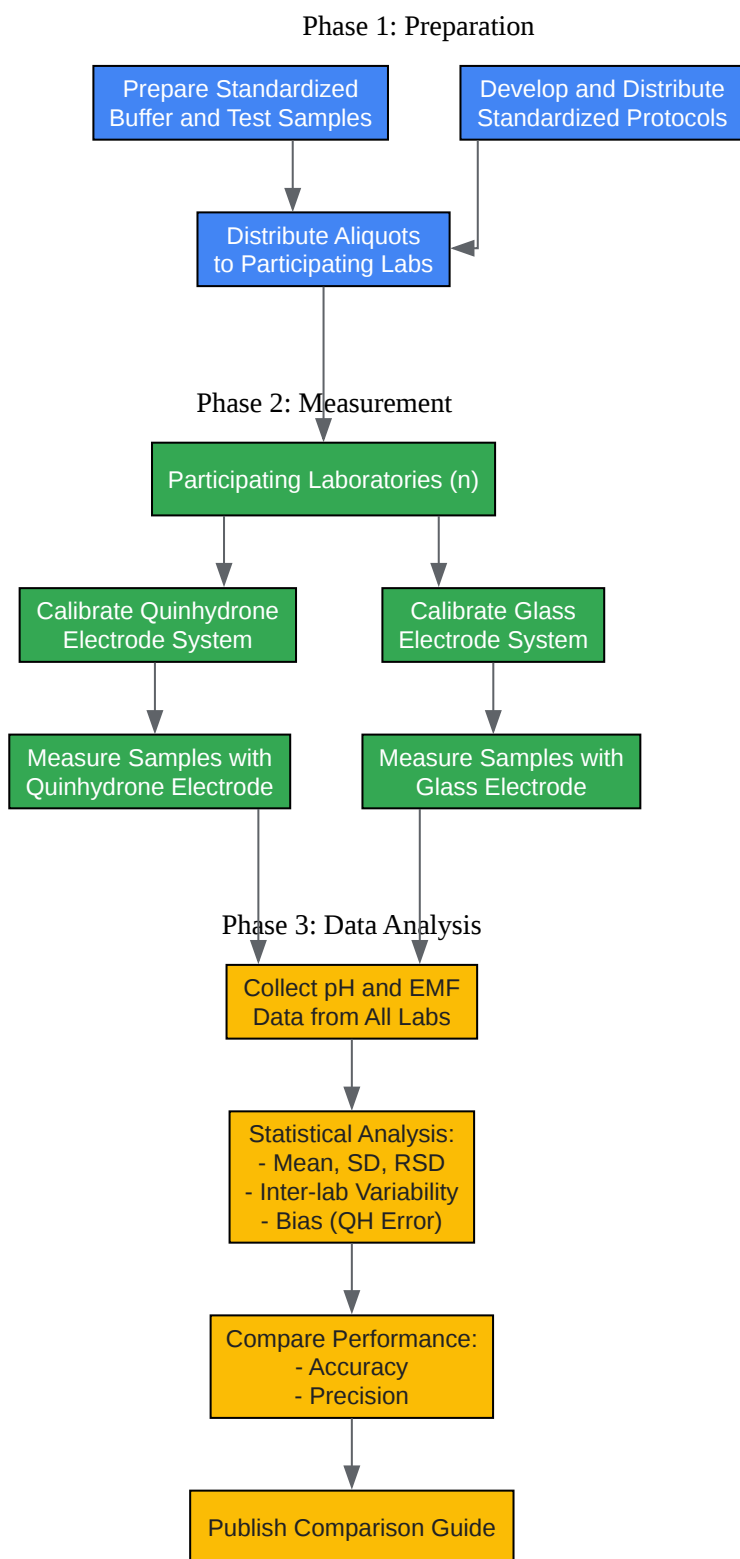 Phase 1: Preparation
Prepare Standardized
Buffer and Test Samples
Develop and Distribute
Standardized Protocols
Distribute Aliquots
to Participating Labs
Phase 2: Measurement
Participating Laboratories (n)
Calibrate Quinhydrone
Electrode System
Calibrate Glass
Electrode System
Measure Samples with
Quinhydrone Electrode
Measure Samples with
Glass Electrode
Phase 3: Data Analysis
Collect pH and EMF
Data from All Labs
Statistical Analysis:
- Mean, SD, RSD
- Inter-lab Variability
- Bias (QH Error)
Compare Performance:
- Accuracy
- Precision
Publish Comparison Guide